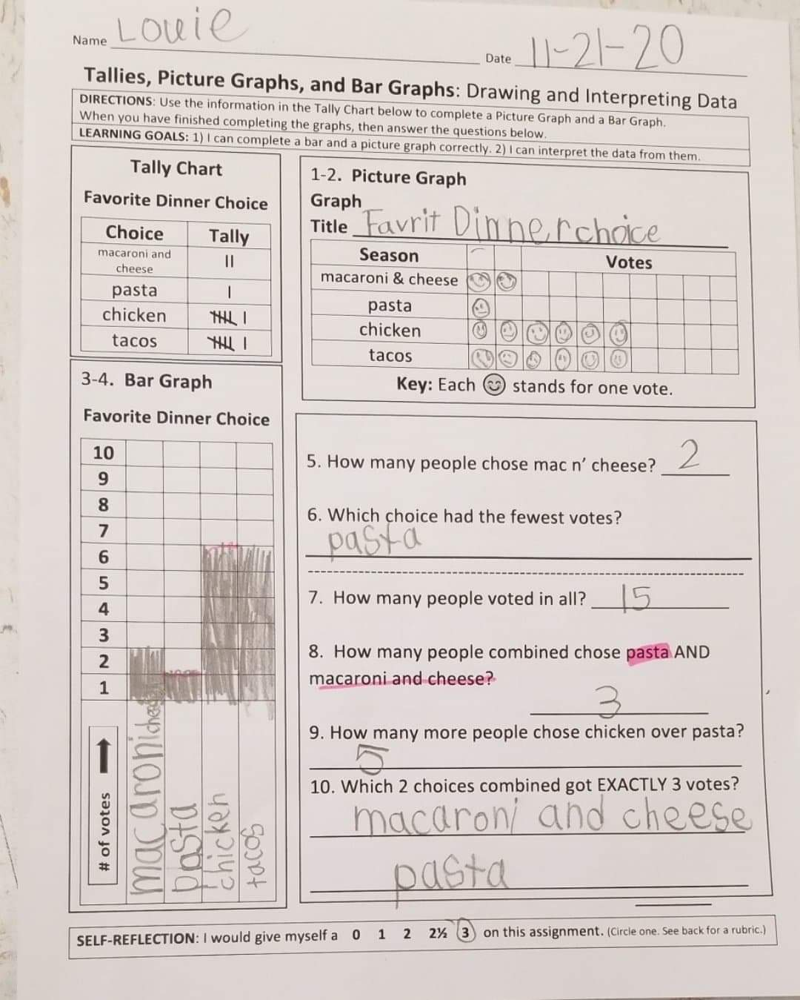 Name Louie
Date 11-21-20
Tallies, Picture Graphs, and Bar Graphs: Drawing and Interpreting Data
DIRECTIONS: Use the information in the Tally Chart below to complete a Picture Graph and a Bar Graph.
When you have finished completing the graphs, then answer the questions below.
LEARNING GOALS: 1) I can complete a bar and a picture graph correctly. 2) I can interpret the data from them.
Tally Chart
Favorite Dinner Choice
Choice Tally
macaroni and
cheese
pasta
chicken
tacos
1-2. Picture Graph
Graph
Title Favrit Dinner choice
Season Votes
macaroni & cheese
pasta
chicken
tacos
Key: Each stands for one vote.
3-4. Bar Graph
Favorite Dinner Choice
10
9
8
7
6
5
4
3
2
1
# of votes
macaroni chees
pasta
chicken
tacos
5. How many people chose mac n’ cheese? 2
6. Which choice had the fewest votes?
pasta
7. How many people voted in all? 15
8. How many people combined chose pasta AND
macaroni and cheese?
3
9. How many more people chose chicken over pasta?
5
10. Which 2 choices combined got EXACTLY 3 votes?
macaroni and cheese
pasta
SELF-REFLECTION: I would give myself a 0 1 2 2½ 3 on this assignment. (Circle one. See back for a rubric.)